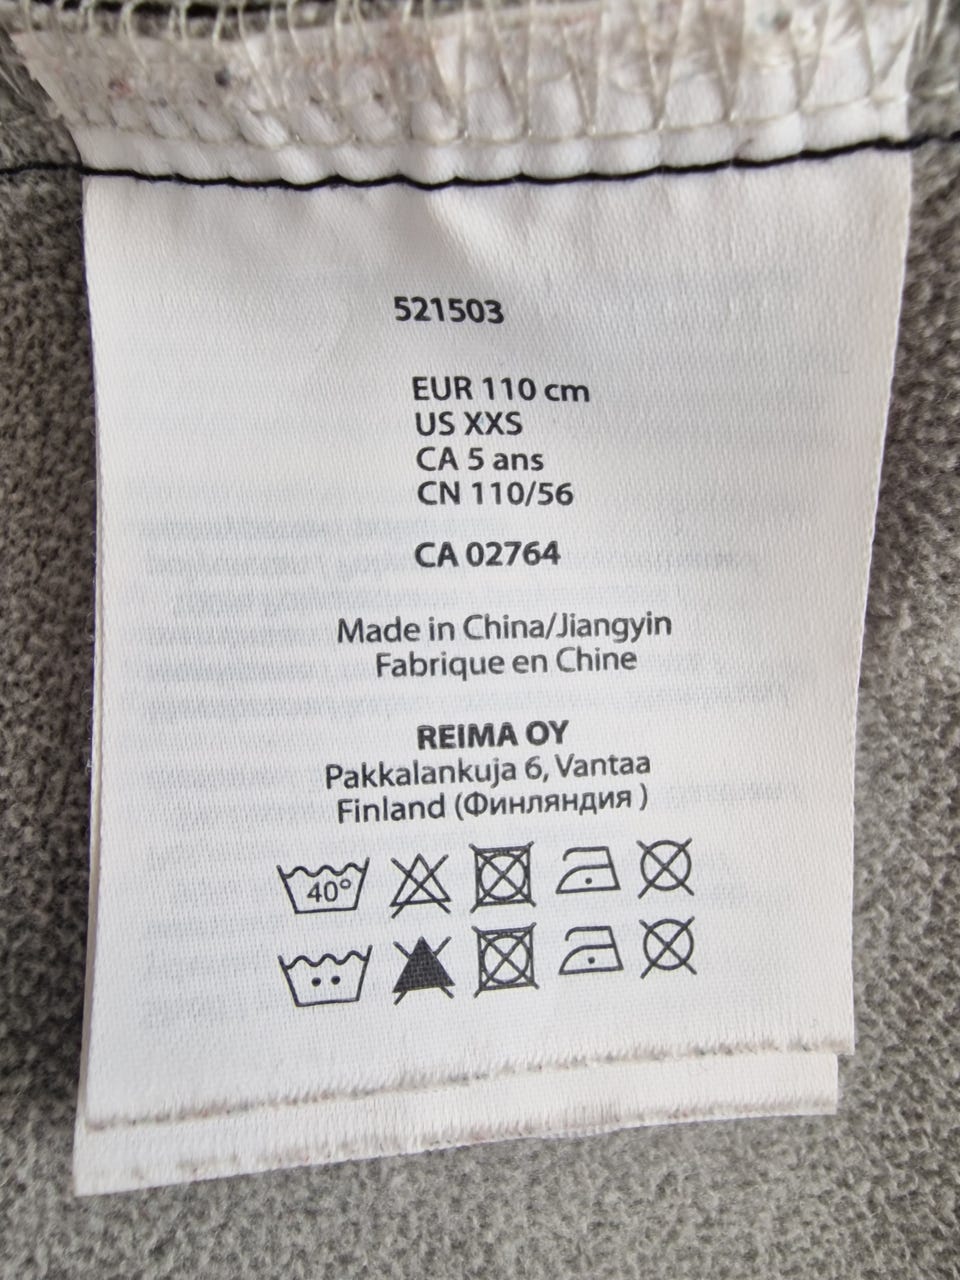 521503
EUR 110 cm
US XXS
CA 5 ans
CN 110/56
CA 02764
Made in China/Jiangyin
Fabrique en Chine
REIMA OY
Pakkalankuja 6, Vantaa
Finland (Финляндия )
40°